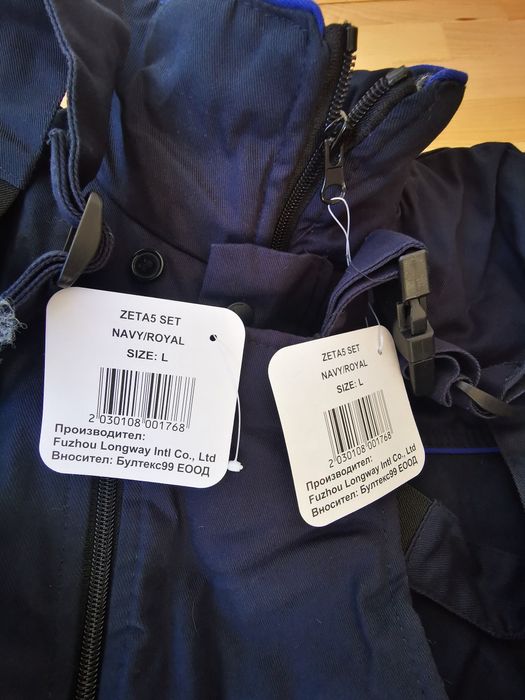 ZETA5 SET
NAVY/ROYAL
SIZE: L
2 030108 001768
Производител:
Fuzhou Longway Intl Co., Ltd
Вносител: Бултекс99 ЕООД
ZETA5 SET
NAVY/ROYAL
SIZE: L
2 030108 001768
Производител:
Fuzhou Longway Intl Co., Ltd
Вносител: Бултекс99 ЕООД